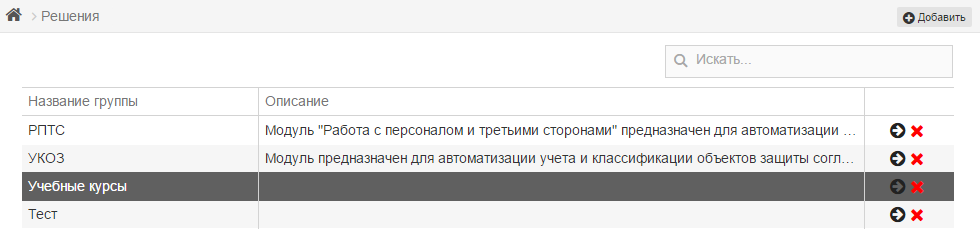 Решения
Добавить
Искать...
Название группы Описание
РПТС Модуль "Работа с персоналом и третьими сторонами" предназначен для автоматизации ...
УКОЗ Модуль предназначен для автоматизации учета и классификации объектов защиты согл...
Учебные курсы
Тест